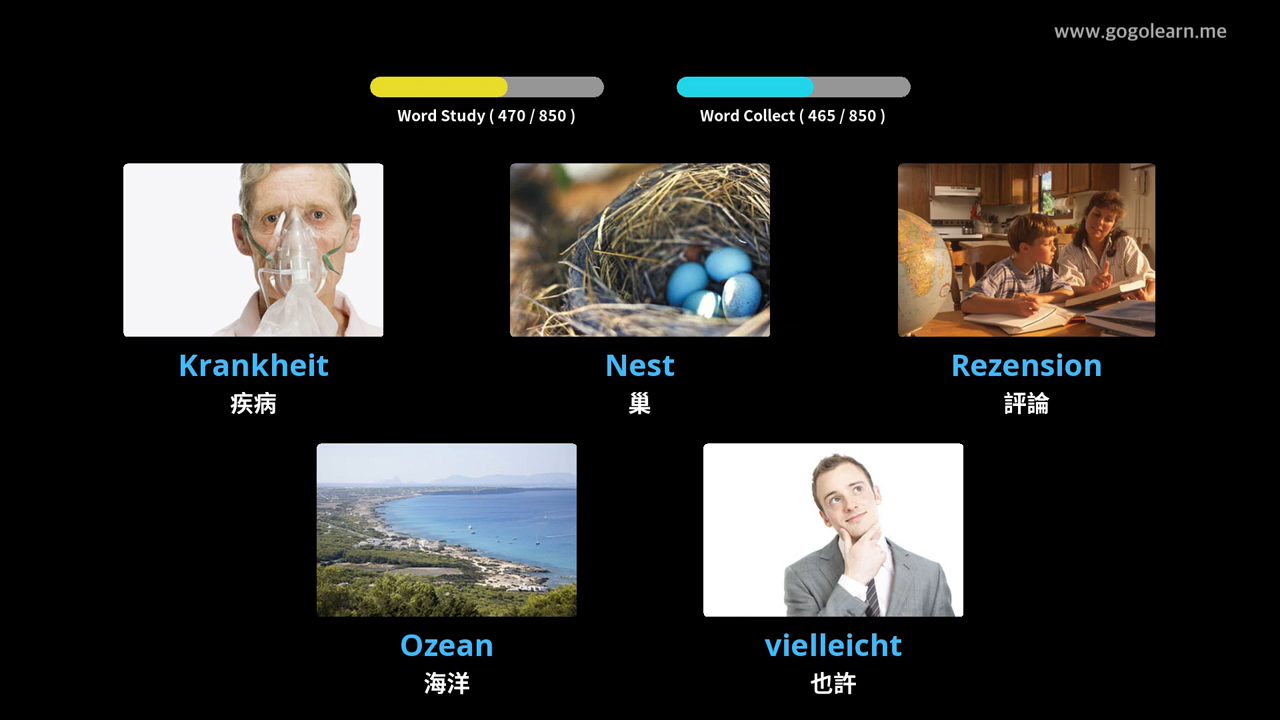 www.gogolearn.me
Word Study ( 470 / 850 )
Word Collect ( 465 / 850 )
Krankheit
疾病
Nest
巢
Rezension
評論
Ozean
海洋
vielleicht
也許